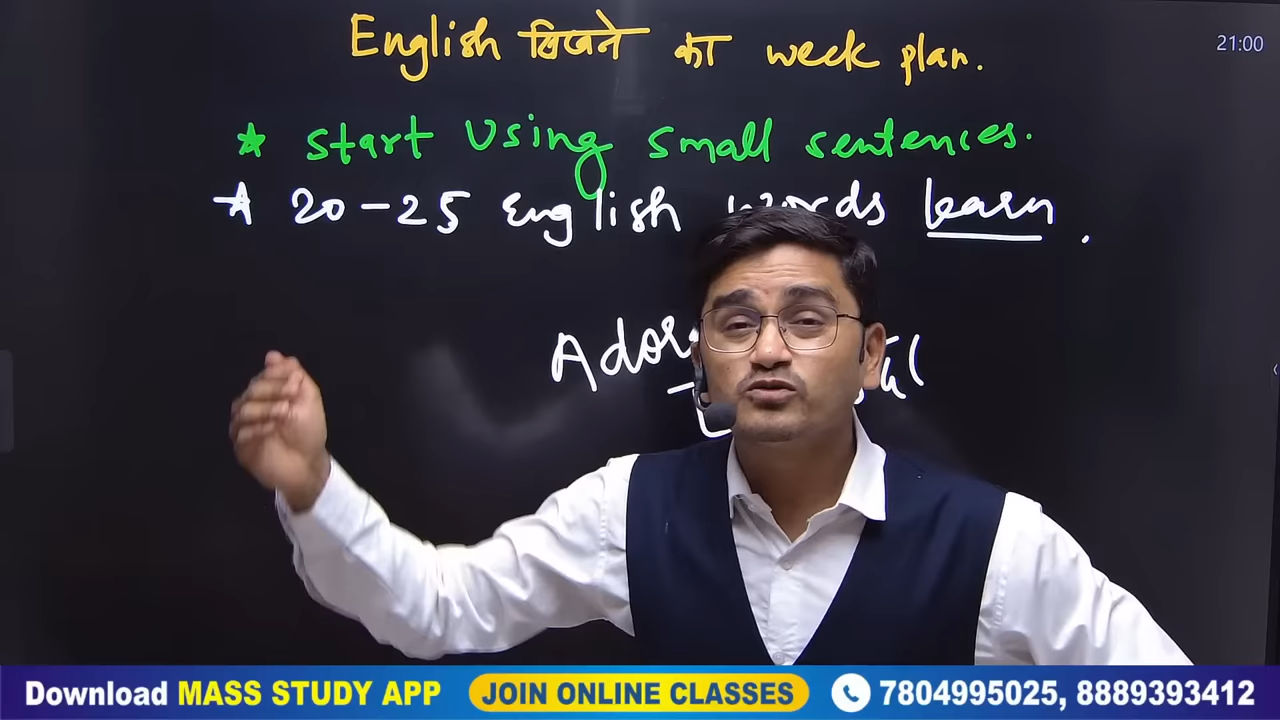 English सिखने का week plan.
21:00
★ Start Using small sentences.
★ 20-25 English words learn.
Download MASS STUDY APP JOIN ONLINE CLASSES 7804995025, 8889393412